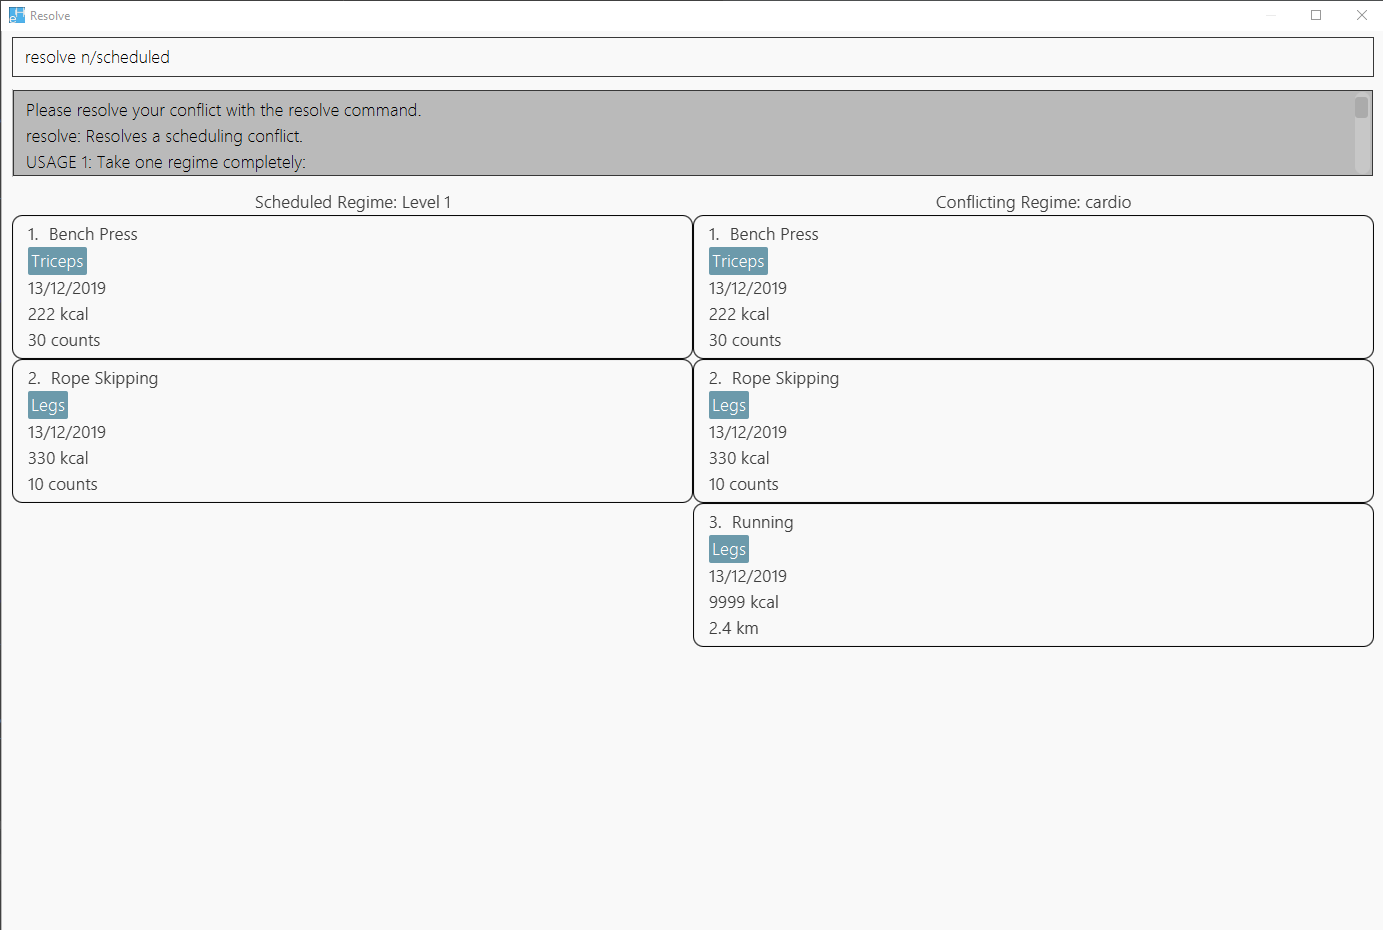 Resolve
resolve n/scheduled
Please resolve your conflict with the resolve command.
resolve: Resolves a scheduling conflict.
USAGE 1: Take one regime completely:
Scheduled Regime: Level 1
1. Bench Press
Triceps
13/12/2019
222 kcal
30 counts
2. Rope Skipping
Legs
13/12/2019
330 kcal
10 counts
Conflicting Regime: cardio
1. Bench Press
Triceps
13/12/2019
222 kcal
30 counts
2. Rope Skipping
Legs
13/12/2019
330 kcal
10 counts
3. Running
Legs
13/12/2019
9999 kcal
2.4 km